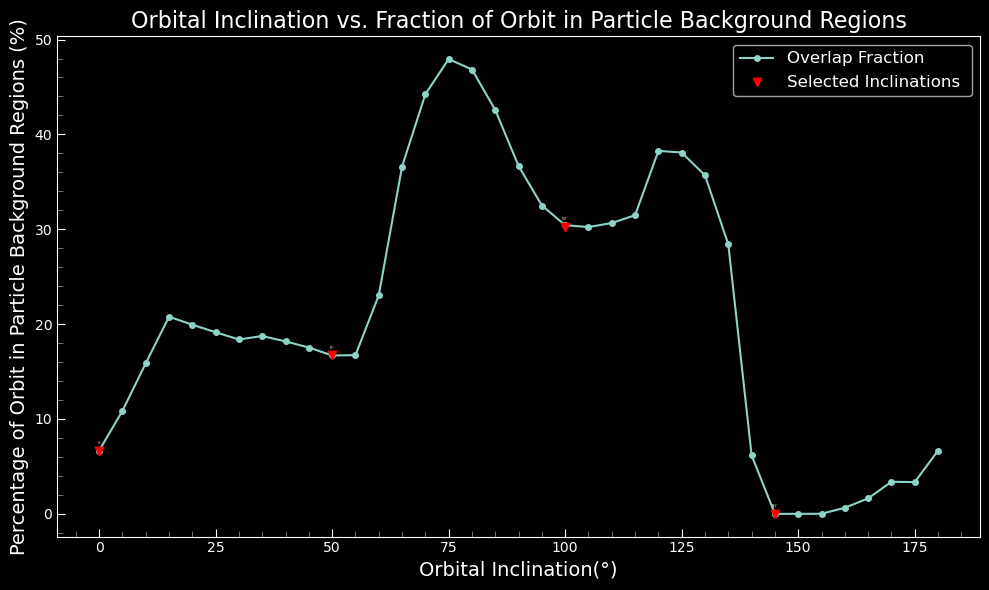 Orbital Inclination vs. Fraction of Orbit in Particle Background Regions
Percentage of Orbit in Particle Background Regions (%)
50
40
30
20
10
0
Overlap Fraction
Selected Inclinations
0
25
50
75
100
125
150
175
Orbital Inclination(°)